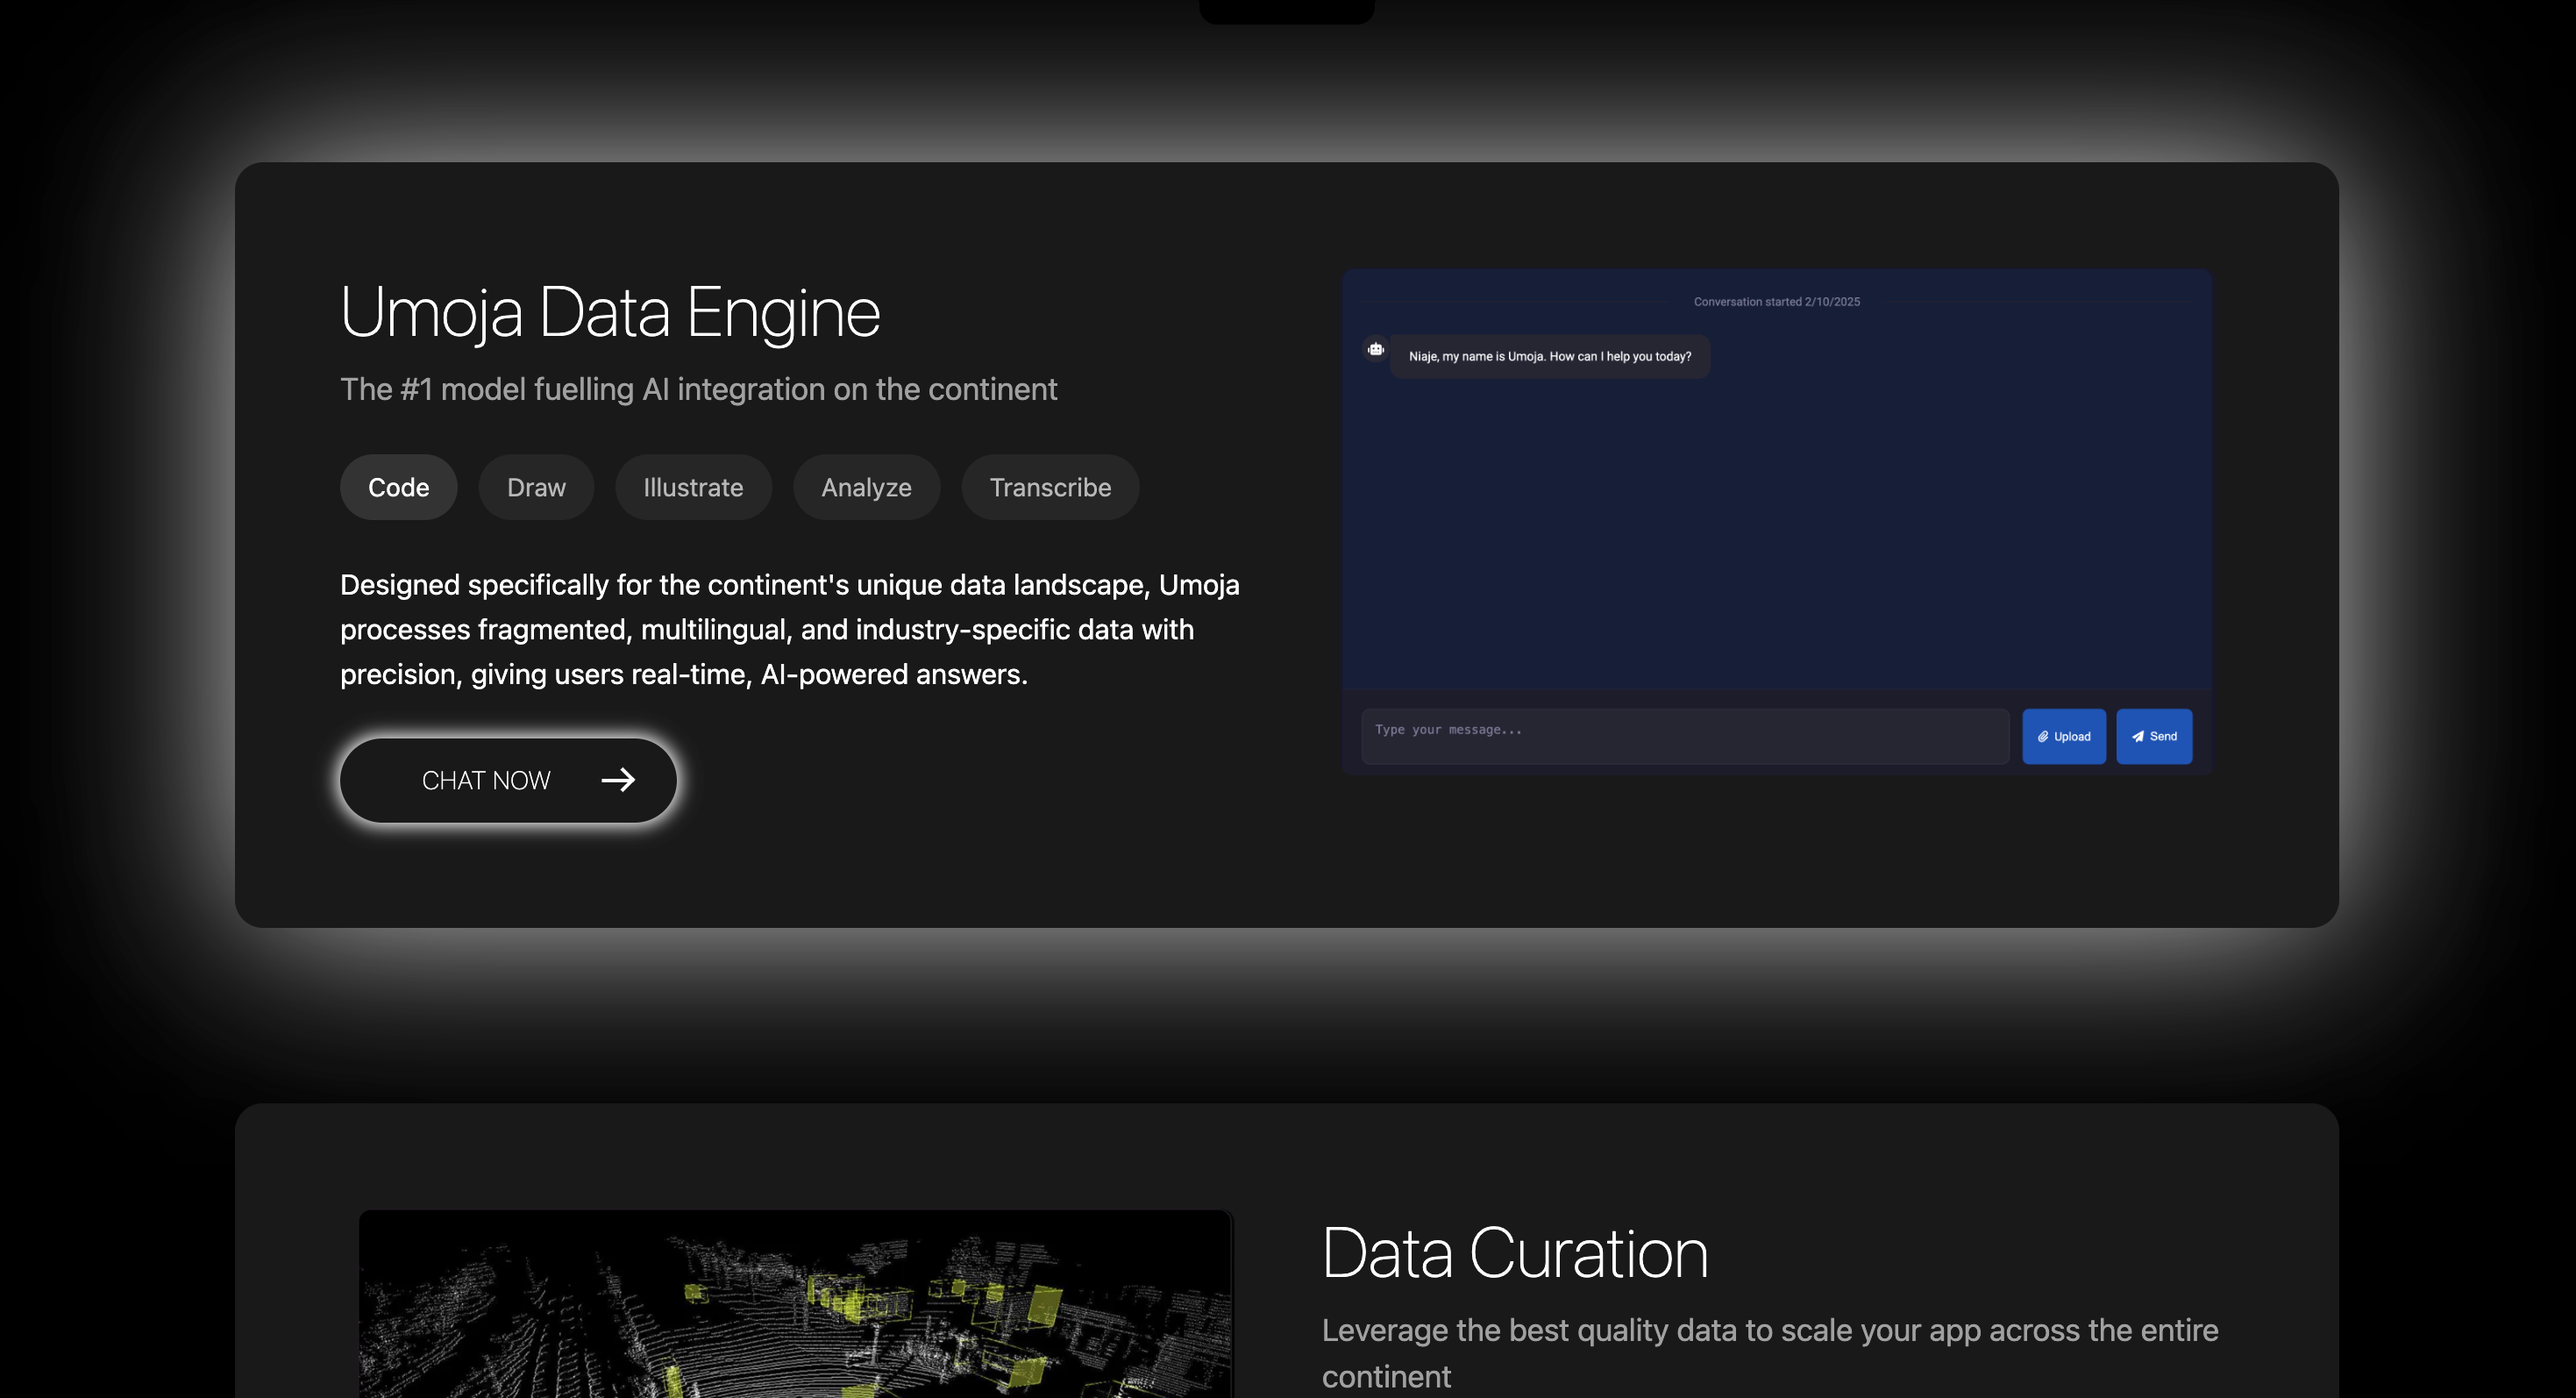 Umoja Data Engine
The #1 model fuelling AI integration on the continent
Code Draw Illustrate Analyze Transcribe
Designed specifically for the continent's unique data landscape, Umoja
processes fragmented, multilingual, and industry-specific data with
precision, giving users real-time, AI-powered answers.
CHAT NOW
Conversation started 2/10/2025
Niaje, my name is Umoja. How can I help you today?
Type your message...
Upload Send
Data Curation
Leverage the best quality data to scale your app across the entire
continent